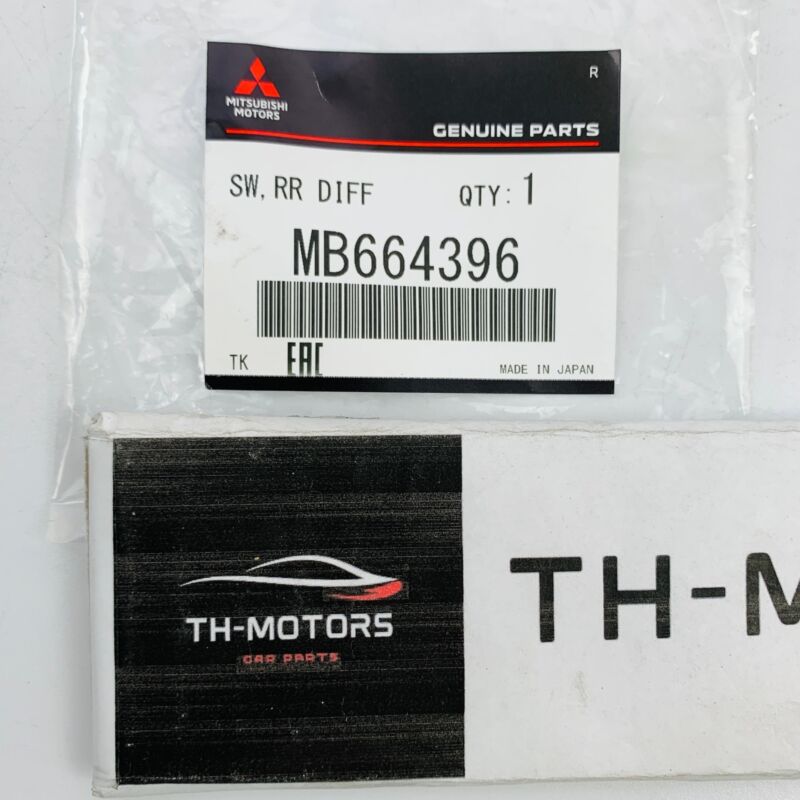 R
MITSUBISHI
MOTORS
GENUINE PARTS
SW, RR DIFF QTY: 1
MB664396
TK EAC MADE IN JAPAN
TH-MOTORS
CAR PARTS
TH-M